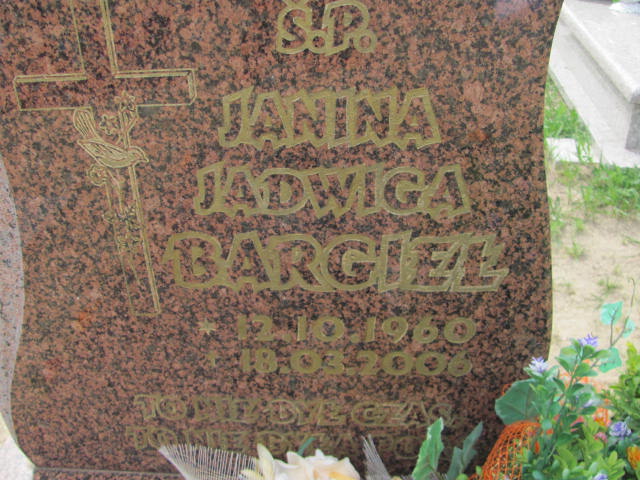 Ś.P.
JANINA
JADWIGA
BARGIEŁ
* 12.10.1960
+ 18.03.2006